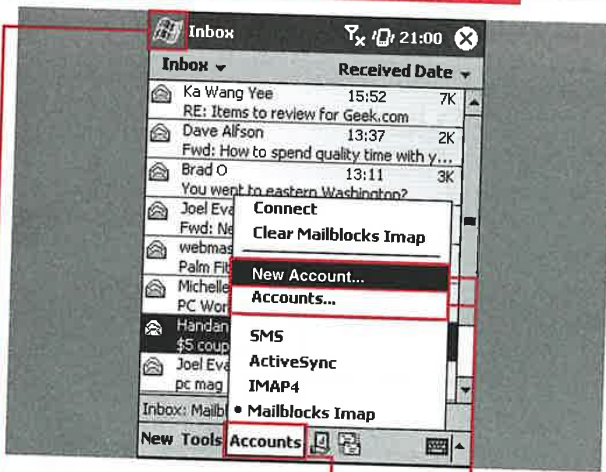 Inbox 21:00
Inbox Received Date
Ka Wang Yee 15:52 7K
RE: Items to review for Geek.com
Dave Alfson 13:37 2K
Fwd: How to spend quality time with y...
Brad O 13:11 3K
You went to eastern Washington?
Joel Eva
Fwd: Ne
webmas
Palm Fit
Michelle
PC Wor
Handan
$5 coup
Joel Eva
pc mag
Connect
Clear Mailblocks Imap
New Account...
Accounts...
SMS
ActiveSync
IMAP4
• Mailblocks Imap
Inbox: Mailb
New Tools Accounts